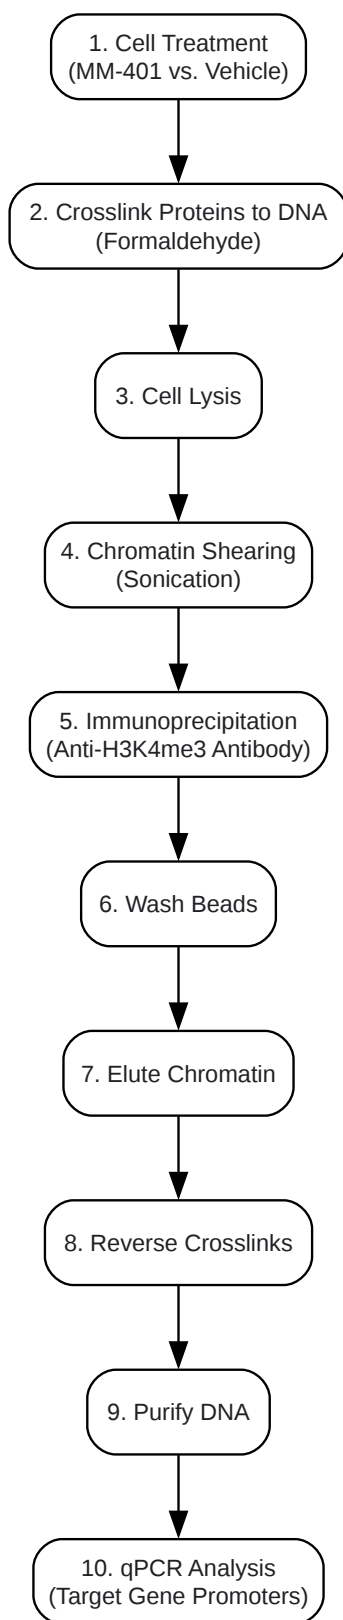 1. Cell Treatment
(MM-401 vs. Vehicle)
2. Crosslink Proteins to DNA
(Formaldehyde)
3. Cell Lysis
4. Chromatin Shearing
(Sonication)
5. Immunoprecipitation
(Anti-H3K4me3 Antibody)
6. Wash Beads
7. Elute Chromatin
8. Reverse Crosslinks
9. Purify DNA
10. qPCR Analysis
(Target Gene Promoters)